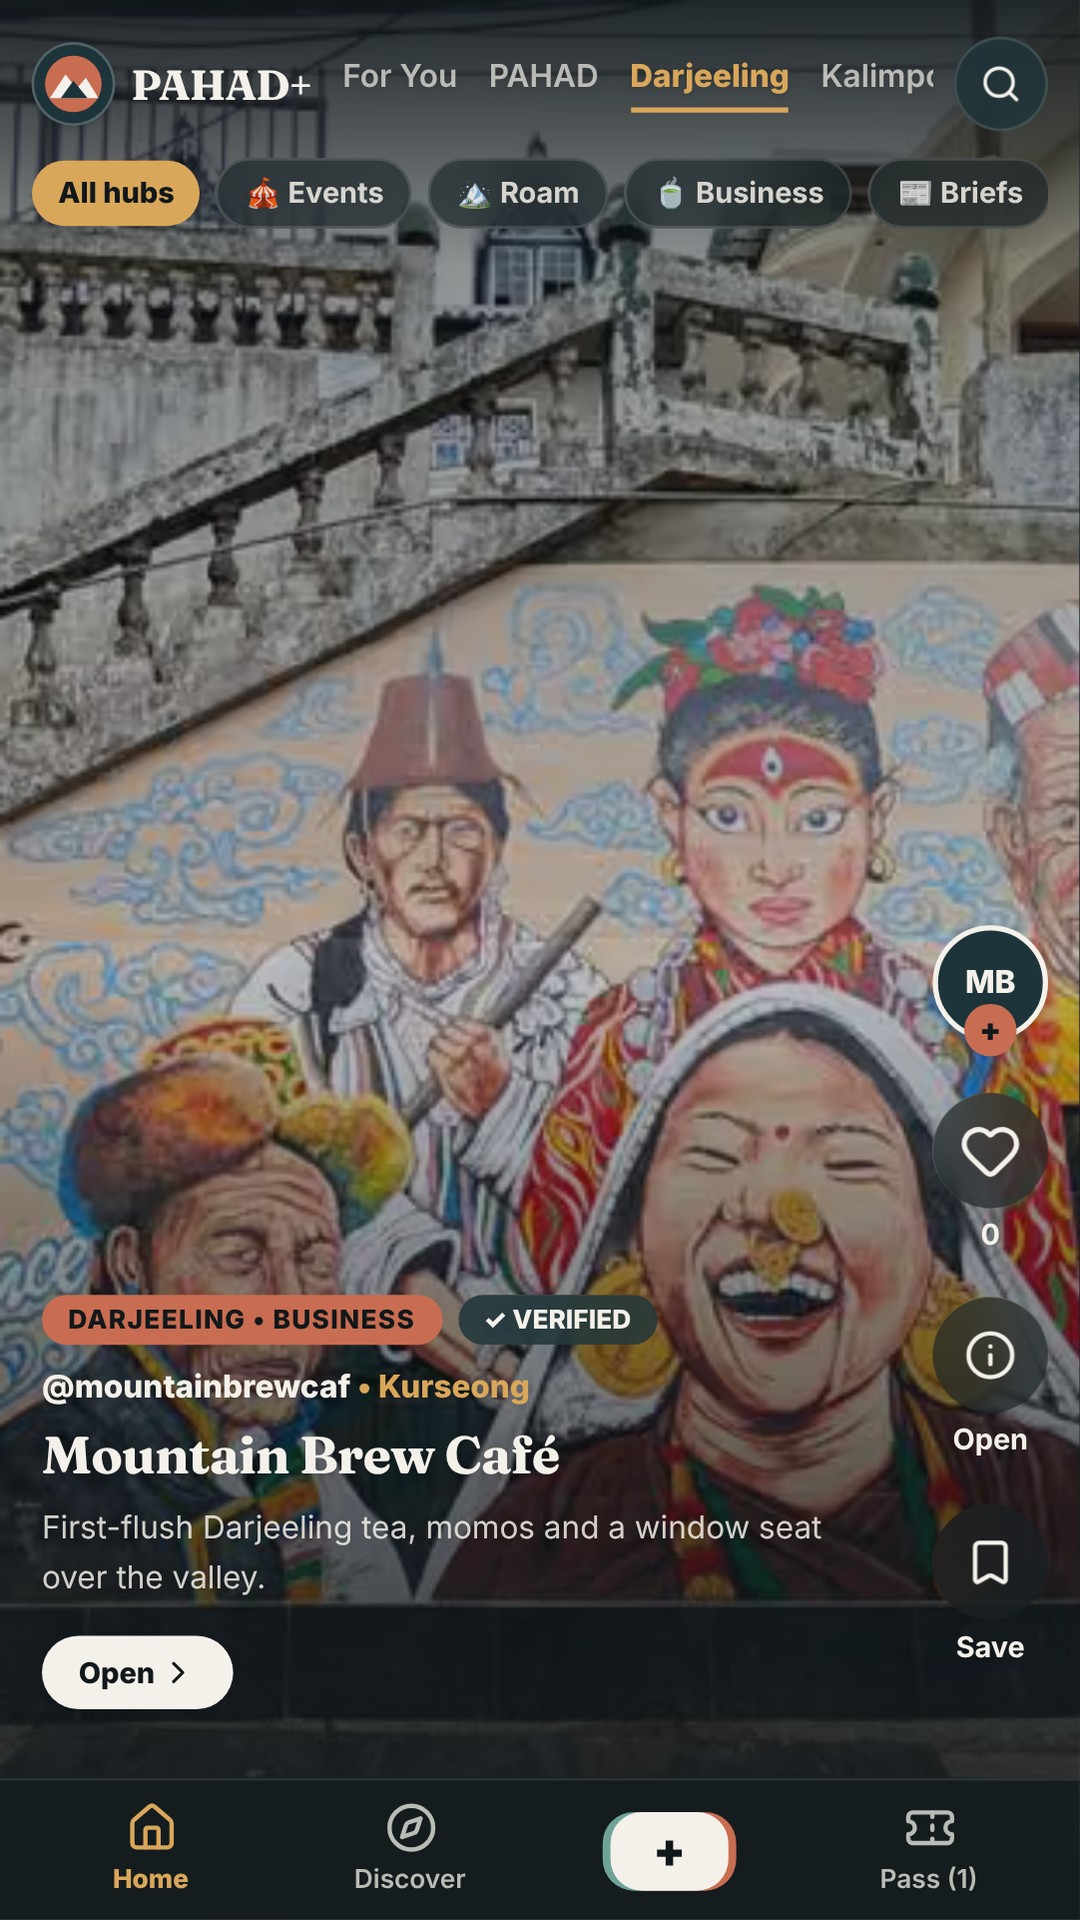 PAHAD+ For You PAHAD Darjeeling
All hubs Events Roam Business Briefs
MB
+
0
DARJEELING • BUSINESS ✓ VERIFIED
@mountainbrewcaf • Kurseong
Mountain Brew Café
Open
First-flush Darjeeling tea, momos and a window seat
over the valley.
Save
Open >
+
Home Discover Pass (1)